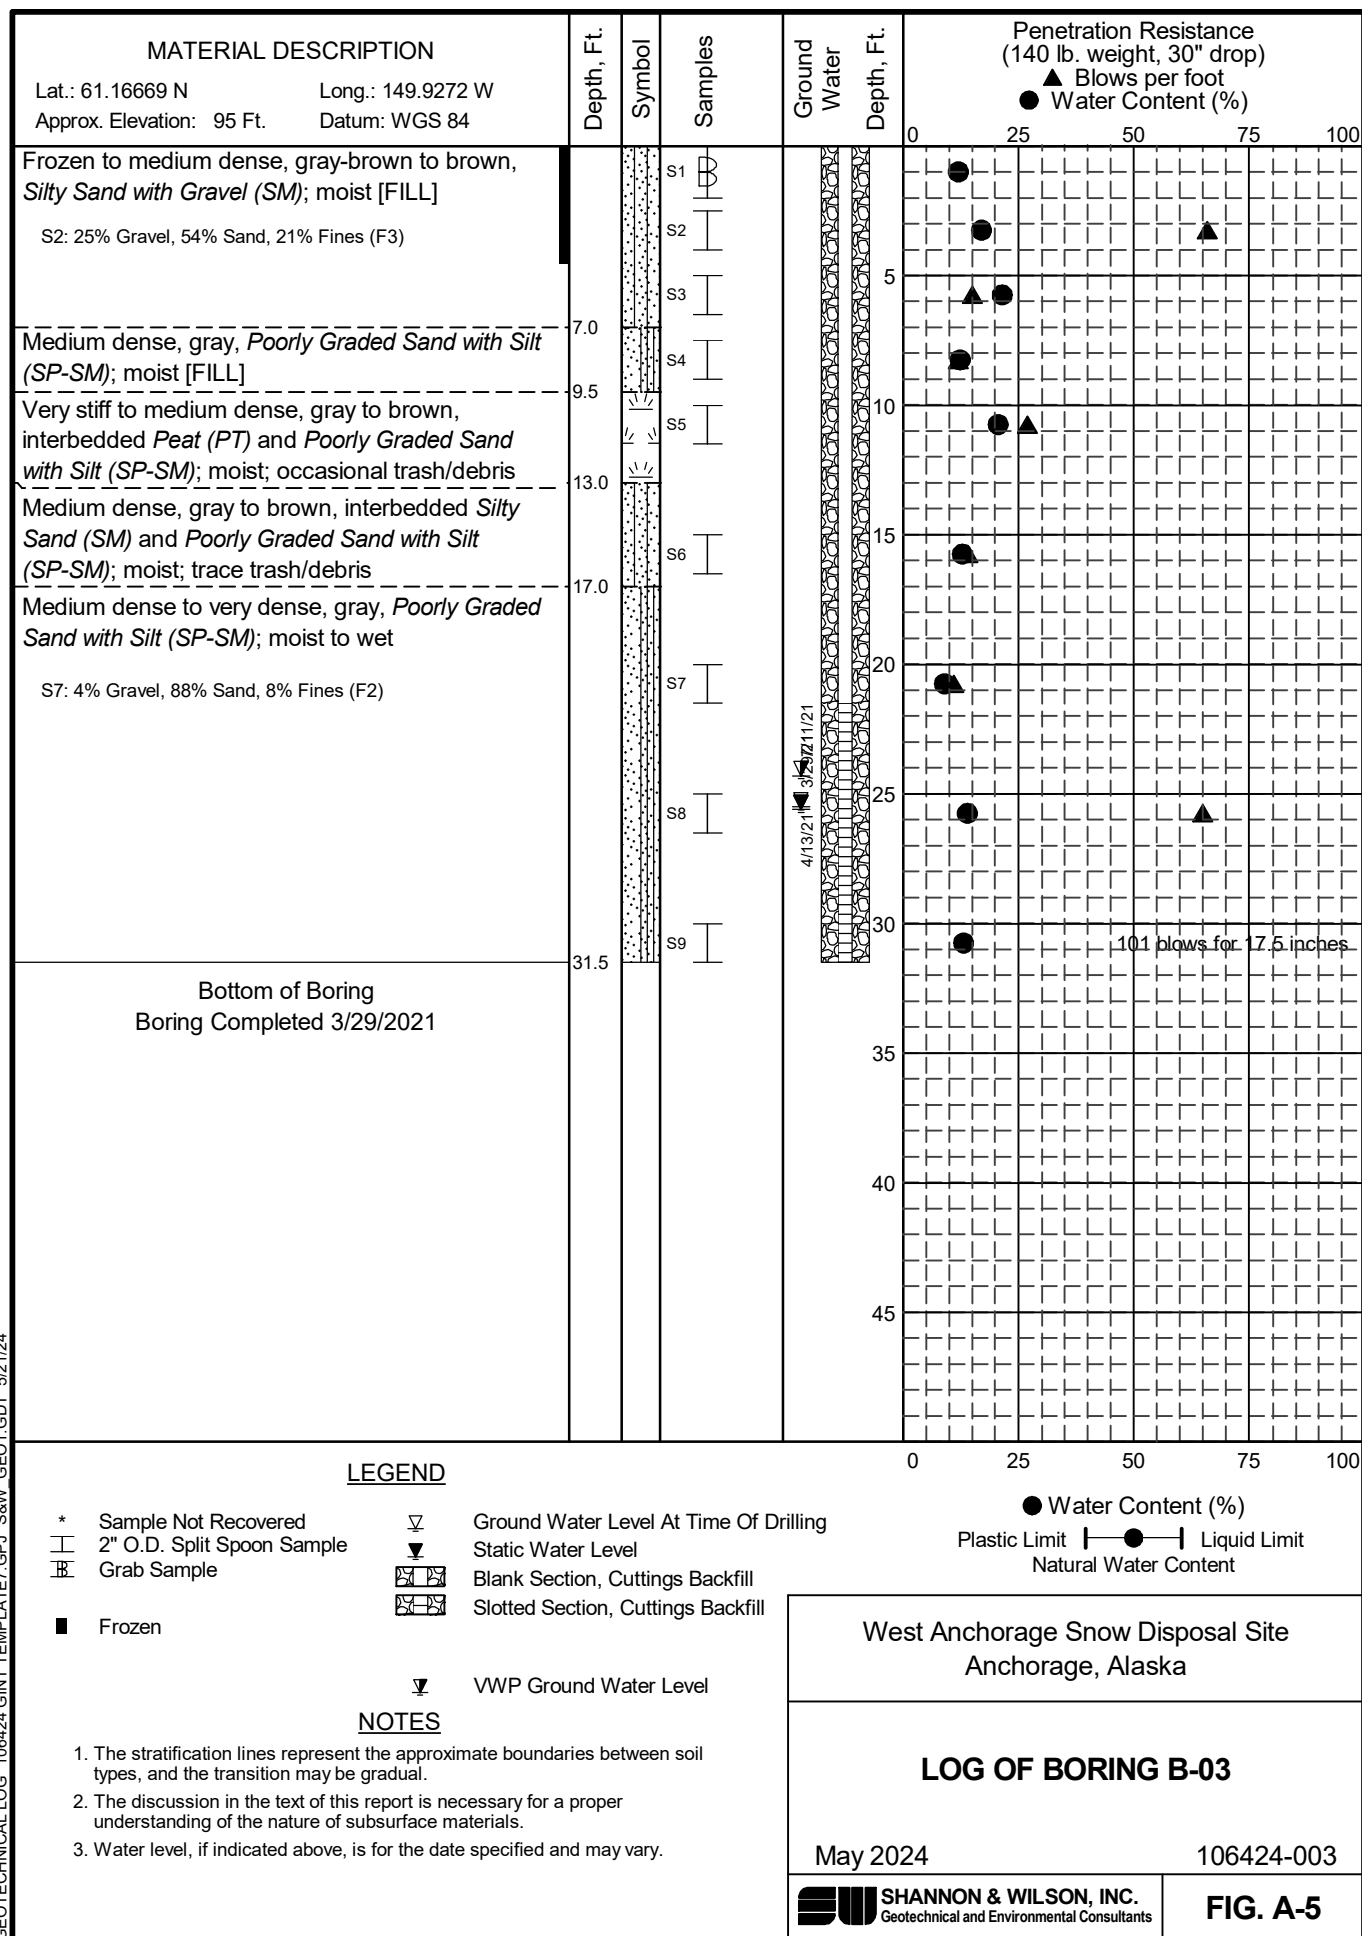 MATERIAL DESCRIPTION
Lat.: 61.16669 N Long.: 149.9272 W
Approx. Elevation: 95 Ft. Datum: WGS 84
Depth, Ft.
Symbol
Samples
Ground Water
Depth, Ft.
Penetration Resistance
(140 lb. weight, 30" drop)
▲ Blows per foot
● Water Content (%)
0 25 50 75 100
Frozen to medium dense, gray-brown to brown,
Silty Sand with Gravel (SM); moist [FILL]
S2: 25% Gravel, 54% Sand, 21% Fines (F3)
7.0
Medium dense, gray, Poorly Graded Sand with Silt
(SP-SM); moist [FILL]
9.5
Very stiff to medium dense, gray to brown,
interbedded Peat (PT) and Poorly Graded Sand
with Silt (SP-SM); moist; occasional trash/debris
13.0
Medium dense, gray to brown, interbedded Silty
Sand (SM) and Poorly Graded Sand with Silt
(SP-SM); moist; trace trash/debris
17.0
Medium dense to very dense, gray, Poorly Graded
Sand with Silt (SP-SM); moist to wet
S7: 4% Gravel, 88% Sand, 8% Fines (F2)
31.5
Bottom of Boring
Boring Completed 3/29/2021
S1
S2
S3
S4
S5
S6
S7
S8
S9
4/13/21
5
10
15
20
25
30
35
40
45
101 blows for 17.5 inches
0 25 50 75 100
● Water Content (%)
Plastic Limit Liquid Limit
Natural Water Content
LEGEND
* Sample Not Recovered
2" O.D. Split Spoon Sample
Grab Sample
Frozen
Ground Water Level At Time Of Drilling
Static Water Level
Blank Section, Cuttings Backfill
Slotted Section, Cuttings Backfill
VWP Ground Water Level
NOTES
1. The stratification lines represent the approximate boundaries between soil
types, and the transition may be gradual.
2. The discussion in the text of this report is necessary for a proper
understanding of the nature of subsurface materials.
3. Water level, if indicated above, is for the date specified and may vary.
West Anchorage Snow Disposal Site
Anchorage, Alaska
LOG OF BORING B-03
May 2024 106424-003
SHANNON & WILSON, INC.
Geotechnical and Environmental Consultants
FIG. A-5
GEOTECHNICAL LOG 106424 GINT TEMPLATE7.GPJ S&W_GEOT.GDT 5/21/24